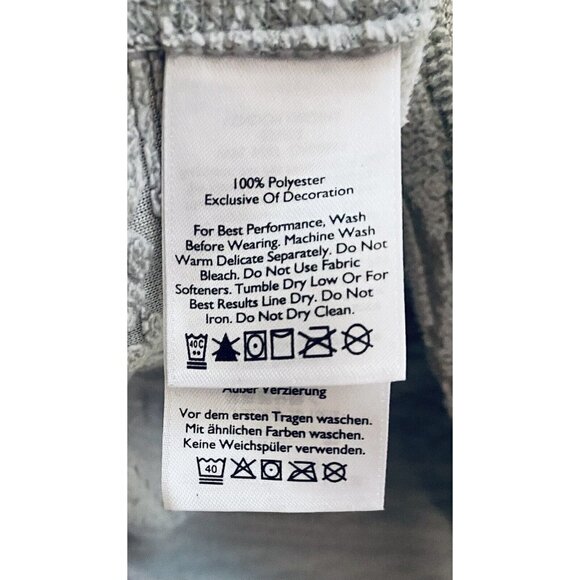 100% Polyester
Exclusive Of Decoration
For Best Performance, Wash
Before Wearing. Machine Wash
Warm Delicate Separately. Do Not
Bleach. Do Not Use Fabric
Softeners. Tumble Dry Low Or For
Best Results Line Dry. Do Not
Iron. Do Not Dry Clean.
40C
Außer Verzierung
Vor dem ersten Tragen waschen.
Mit ähnlichen Farben waschen.
Keine Weichspüler verwenden.
40